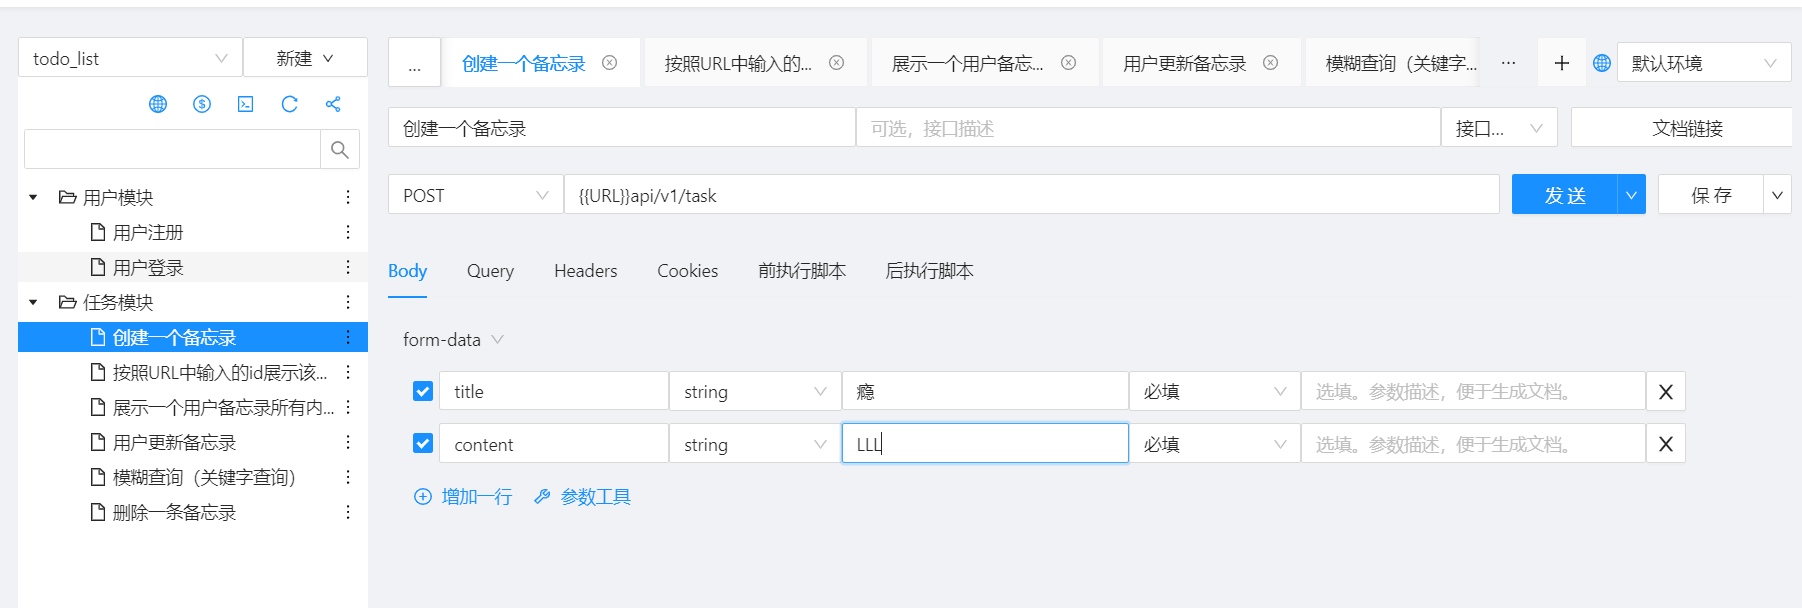 todo_list 新建
... 创建一个备忘录 按照URL中输入的... 展示一个用户备忘... 用户更新备忘录 模糊查询（关键字... ... + 默认环境
创建一个备忘录 可选，接口描述 接口... 文档链接
POST {{URL}}api/v1/task 发送 保存
用户模块
用户注册
用户登录
任务模块
创建一个备忘录
按照URL中输入的id展示该...
展示一个用户备忘录所有内...
用户更新备忘录
模糊查询（关键字查询）
删除一条备忘录
Body Query Headers Cookies 前执行脚本 后执行脚本
form-data
title string 瘾 必填 选填。参数描述，便于生成文档。 X
content string LLL 必填 选填。参数描述，便于生成文档。 X
增加一行 参数工具